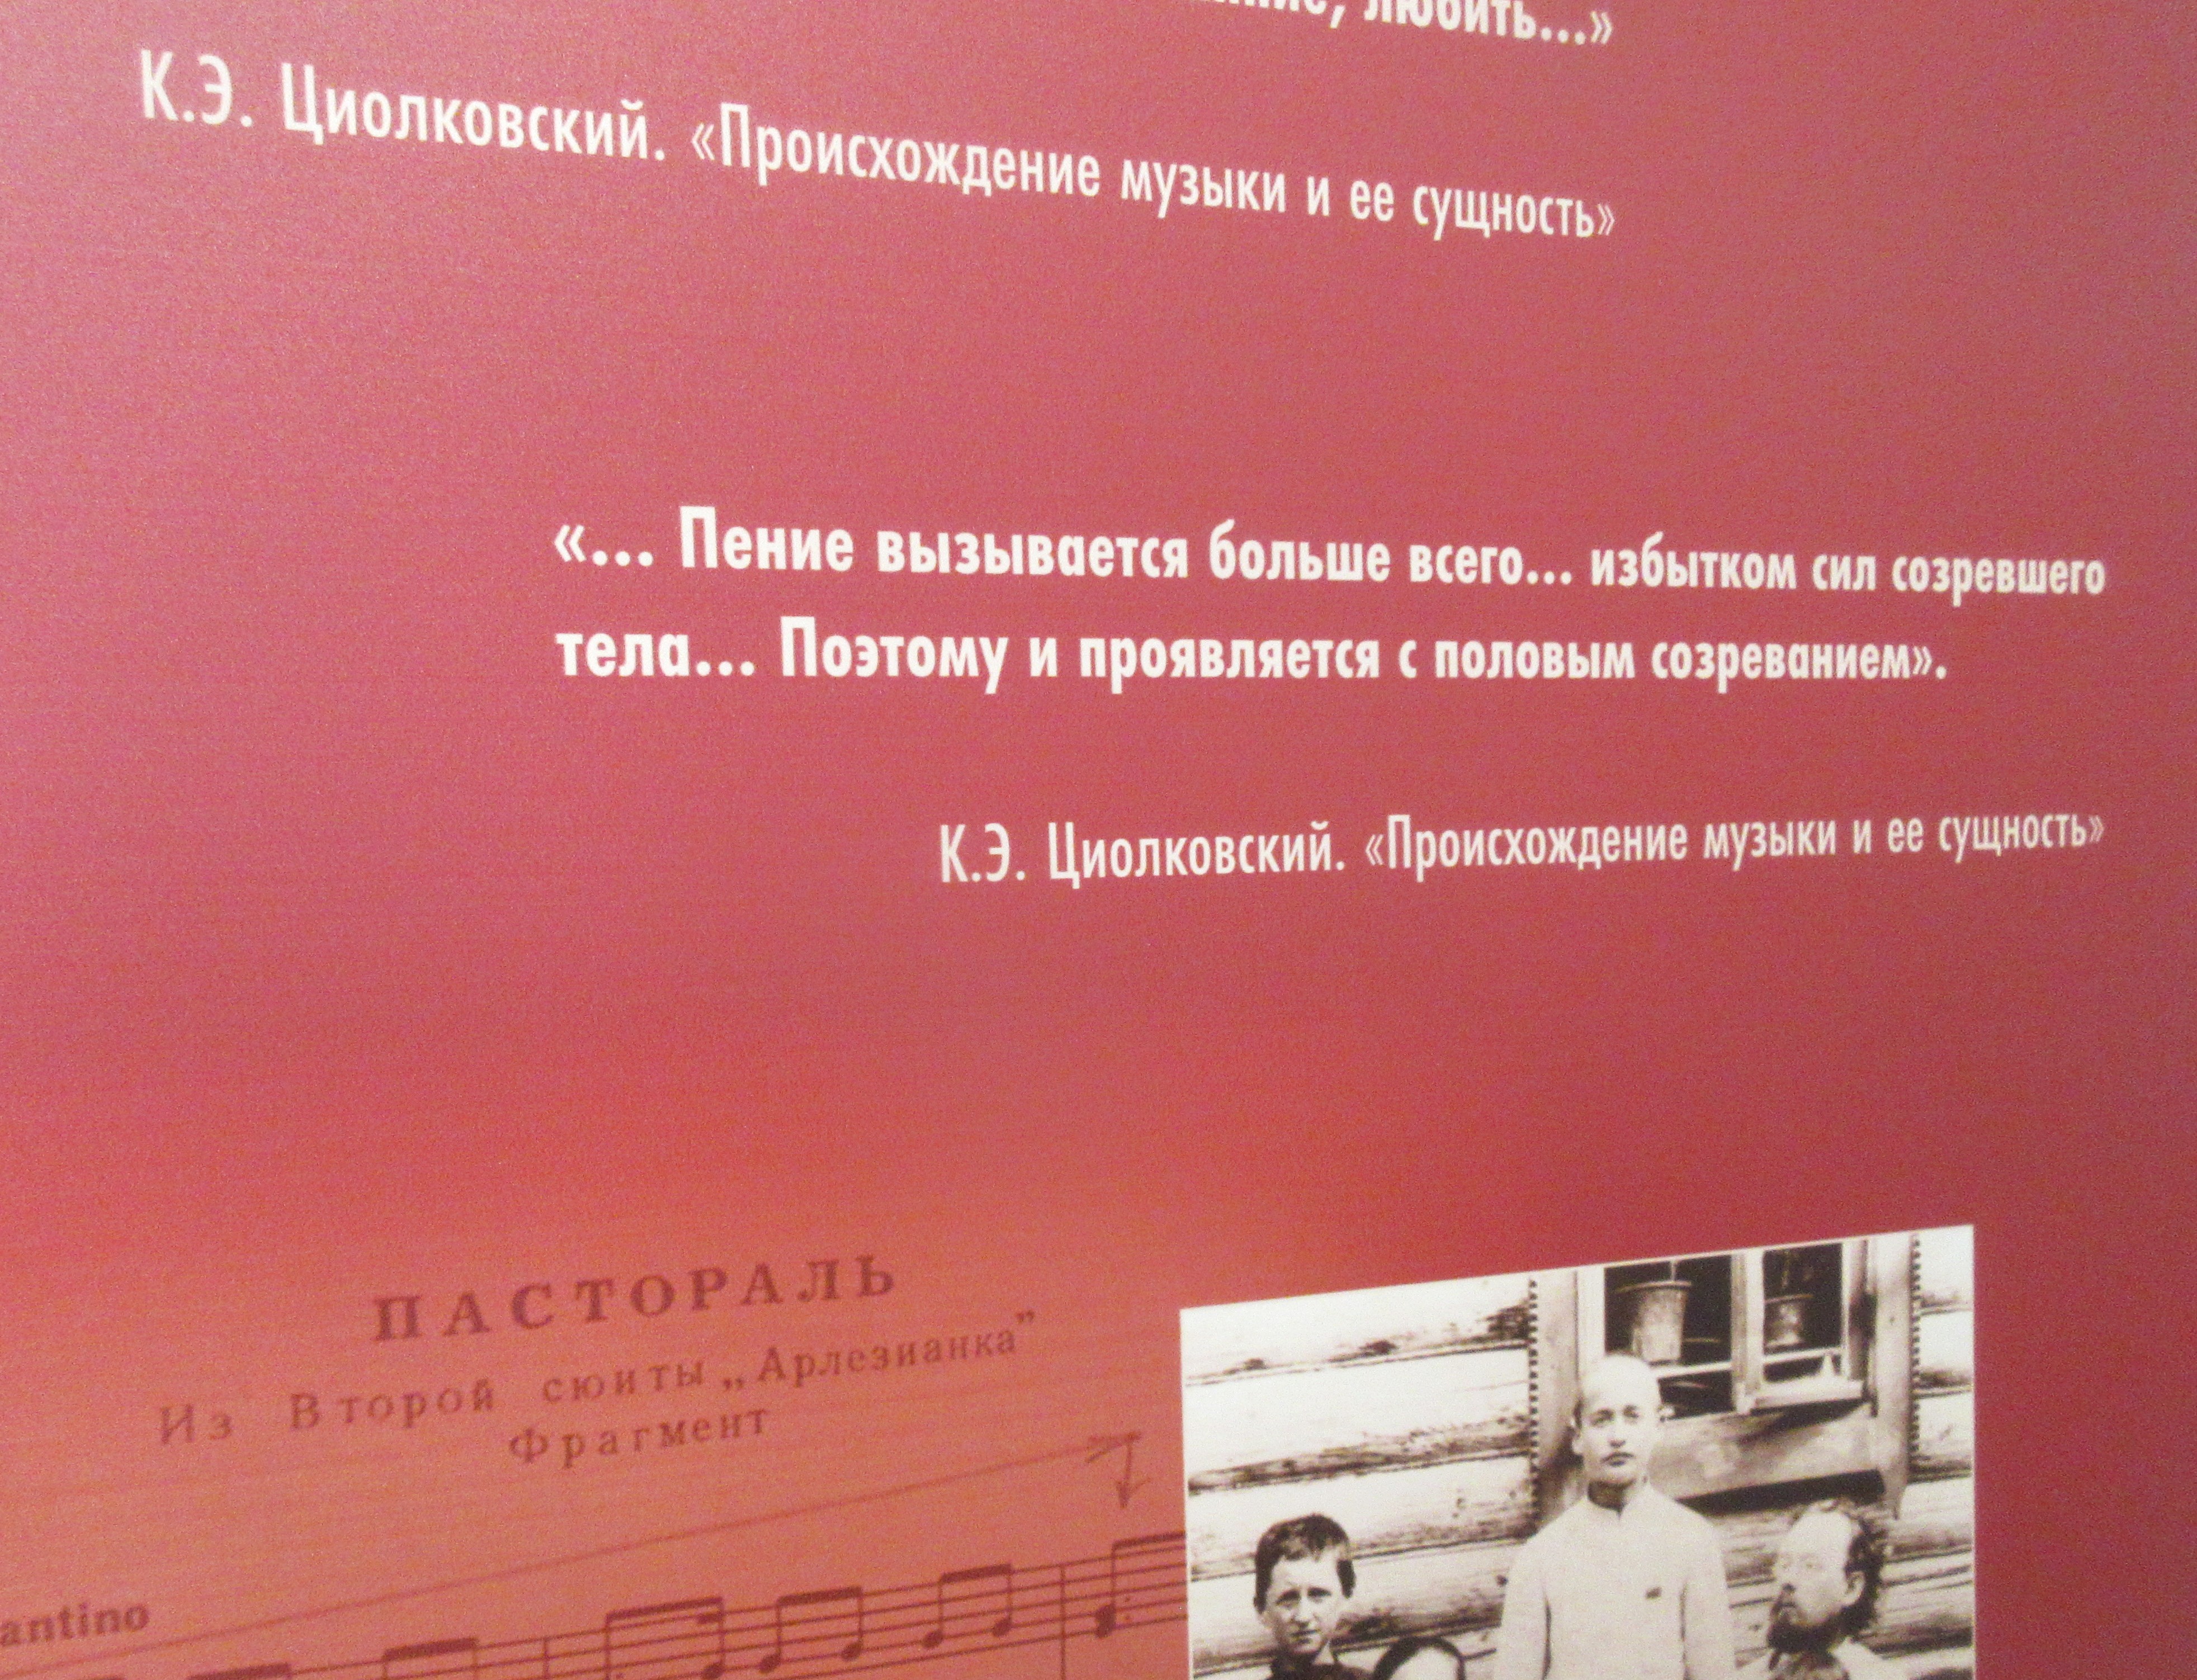 любить...»
К.Э. Циолковский. «Происхождение музыки и ее сущность»
«... Пение вызывается больше всего... избытком сил созревшего
тела... Поэтому и проявляется с половым созреванием».
К.Э. Циолковский. «Происхождение музыки и ее сущность»
ПАСТОРАЛЬ
Из Второй сюиты „Арлезианка”
Фрагмент
antino